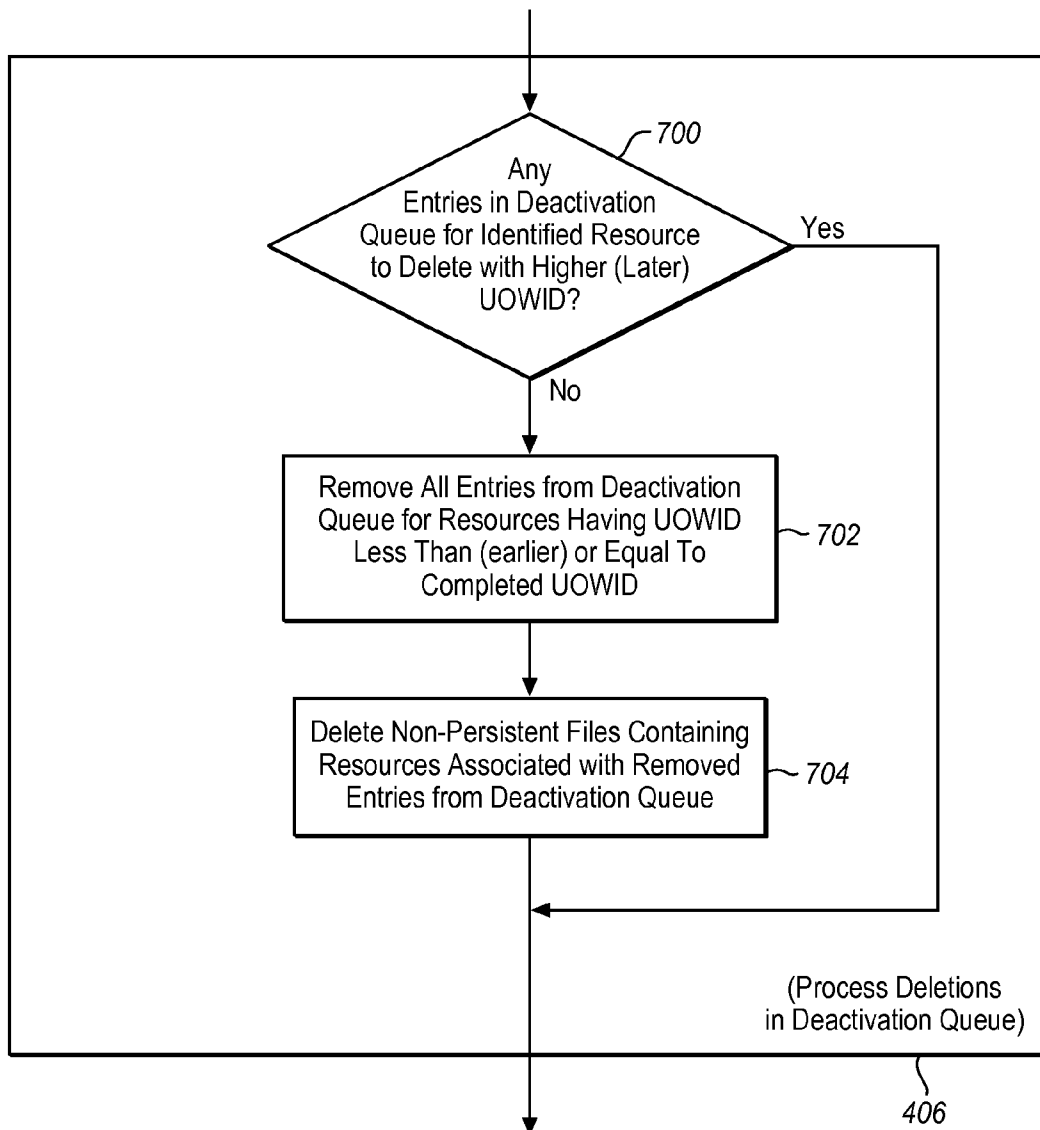 700
Any
Entries in Deactivation
Queue for Identified Resource
to Delete with Higher (Later)
UOWID?
Yes
No
Remove All Entries from Deactivation
Queue for Resources Having UOWID
Less Than (earlier) or Equal To
Completed UOWID
702
Delete Non-Persistent Files Containing
Resources Associated with Removed
Entries from Deactivation Queue
704
(Process Deletions
in Deactivation Queue)
406